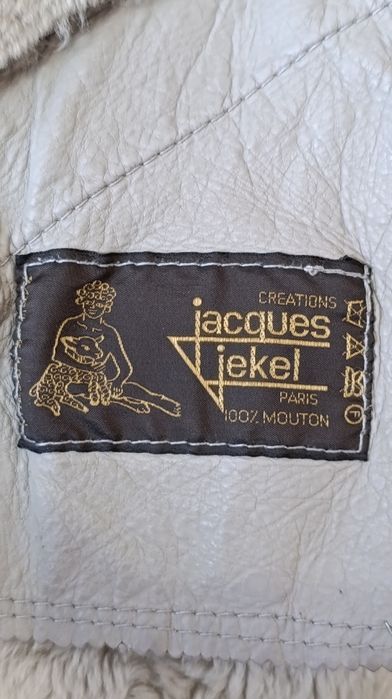 CREATIONS
jacques
jekel
PARIS
100% MOUTON
F